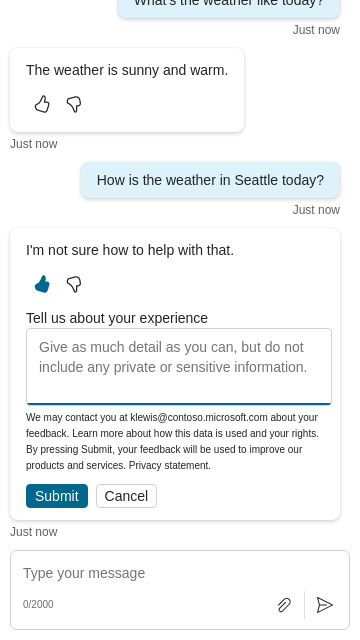 What's the weather like today?
Just now
The weather is sunny and warm.
Just now
How is the weather in Seattle today?
Just now
I'm not sure how to help with that.
Tell us about your experience
Give as much detail as you can, but do not
include any private or sensitive information.
We may contact you at klewis@contoso.microsoft.com about your
feedback. Learn more about how this data is used and your rights.
By pressing Submit, your feedback will be used to improve our
products and services. Privacy statement.
Submit Cancel
Just now
Type your message
0/2000